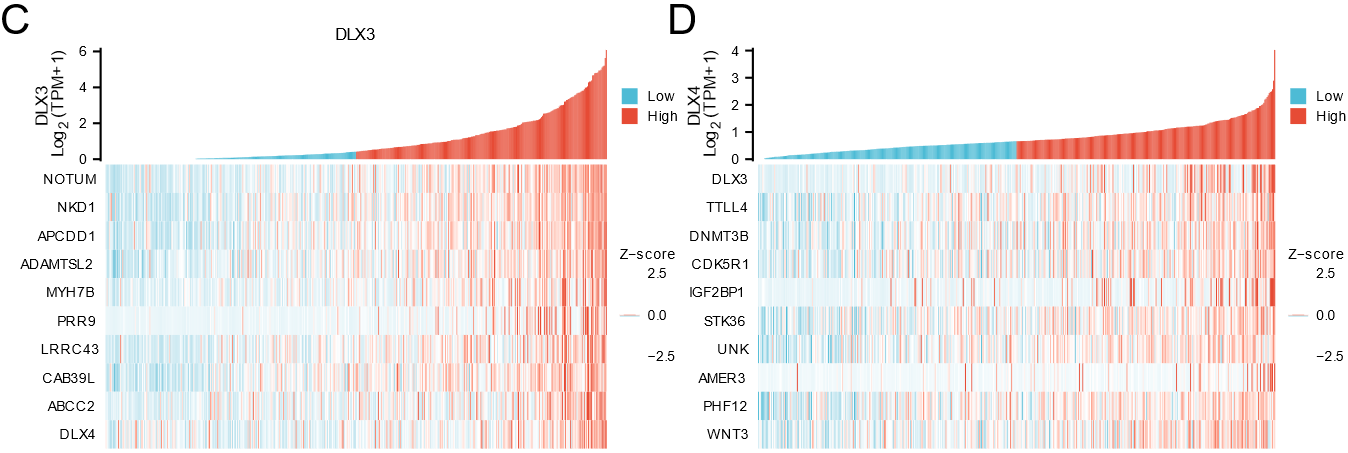 C
DLX3
DLX3
Log2 (TPM+1)
6
4
2
0
Low
High
NOTUM
NKD1
APCDD1
ADAMTSL2
MYH7B
PRR9
LRRC43
CAB39L
ABCC2
DLX4
Z−score
2.5
0.0
−2.5
D
DLX4
Log2 (TPM+1)
4
3
2
1
0
Low
High
DLX3
TTLL4
DNMT3B
CDK5R1
IGF2BP1
STK36
UNK
AMER3
PHF12
WNT3
Z−score
2.5
0.0
−2.5